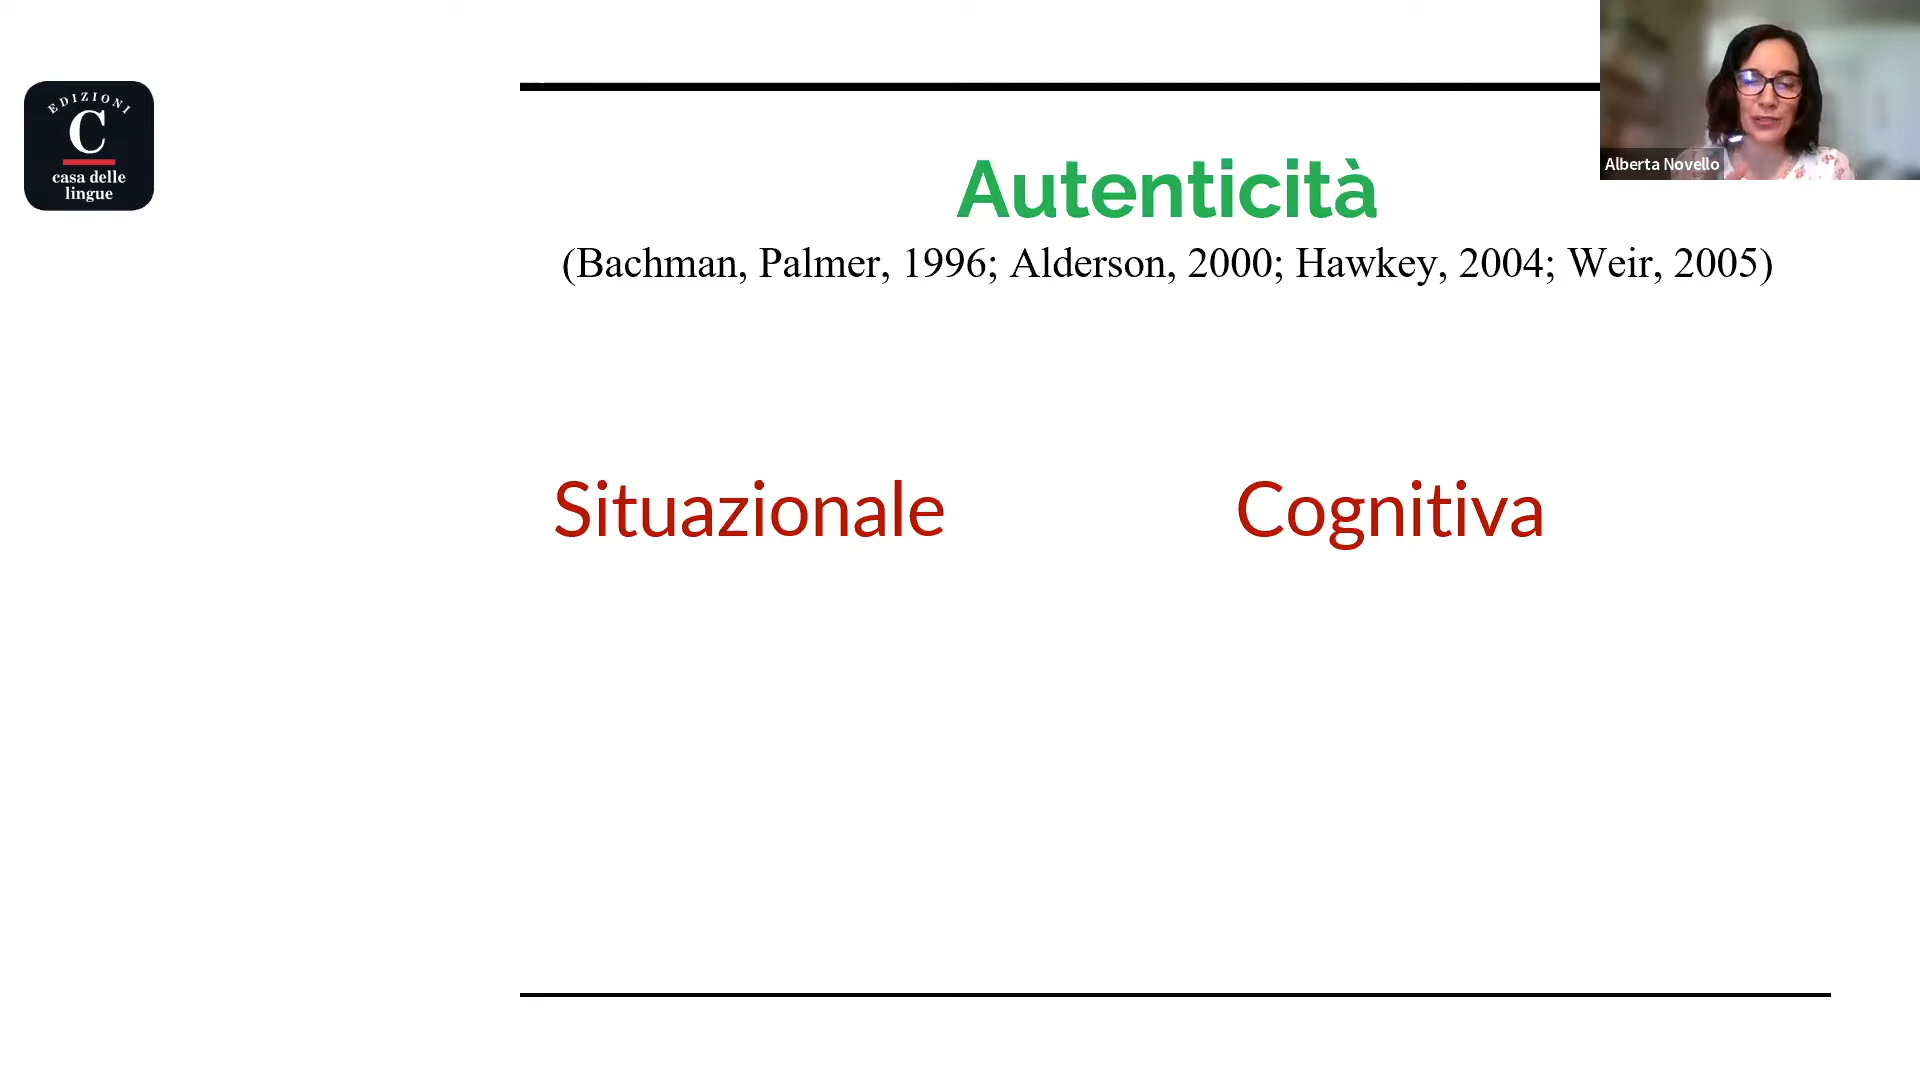 EDIZIONI
C
casa delle
lingue
Autenticità
(Bachman, Palmer, 1996; Alderson, 2000; Hawkey, 2004; Weir, 2005)
Situazionale
Cognitiva
Alberta Novello